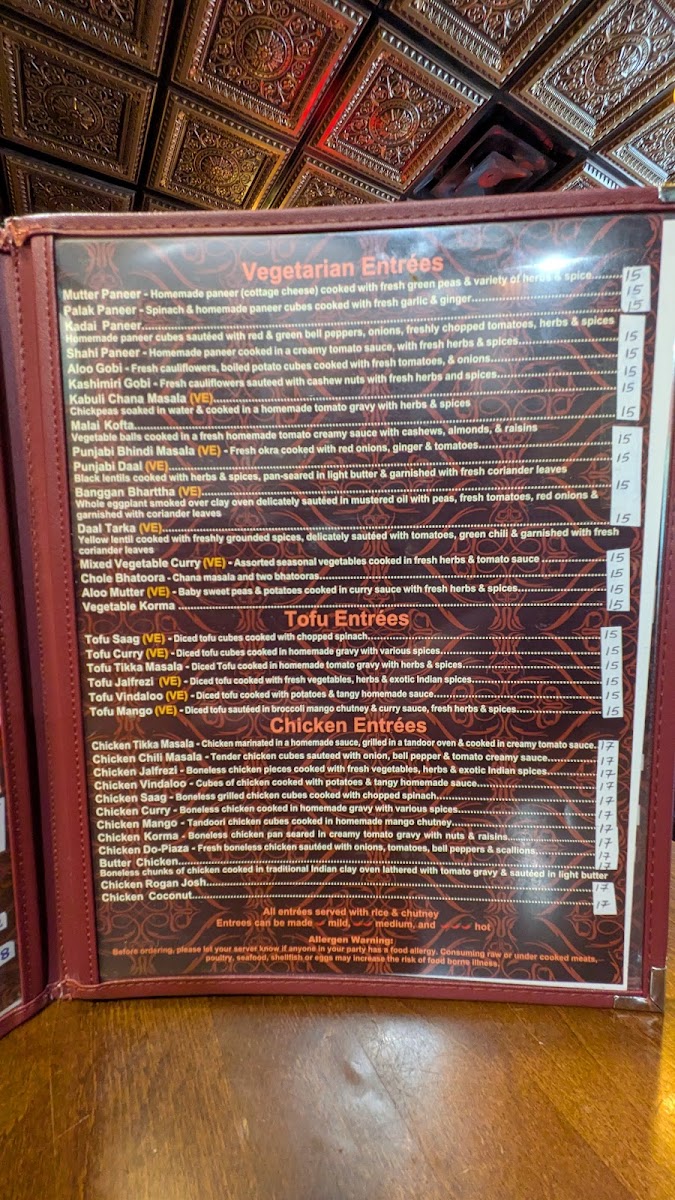 Vegetarian Entrées
Mutter Paneer - Homemade paneer (cottage cheese) cooked with fresh green peas & variety of herbs & spice....... 15
Palak Paneer - Spinach & homemade paneer cubes cooked with fresh garlic & ginger....... 15
Kadai Paneer....... 15
Homemade paneer cubes sautéed with red & green bell peppers, onions, freshly chopped tomatoes, herbs & spices
Shahi Paneer - Homemade paneer cooked in a creamy tomato sauce, with fresh herbs & spices....... 15
Aloo Gobi - Fresh cauliflowers, boiled potato cubes cooked with fresh tomatoes, & onions....... 15
Kashimiri Gobi - Fresh cauliflowers sauteed with cashew nuts with fresh herbs and spices....... 15
Kabuli Chana Masala (VE)....... 15
Chickpeas soaked in water & cooked in a homemade tomato gravy with herbs & spices
Malai Kofta....... 15
Vegetable balls cooked in a fresh homemade tomato creamy sauce with cashews, almonds, & raisins
Punjabi Bhindi Masala (VE) - Fresh okra cooked with red onions, ginger & tomatoes....... 15
Punjabi Daal (VE)....... 15
Black lentils cooked with herbs & spices, pan-seared in light butter & garnished with fresh coriander leaves
Banggan Bharttha (VE)....... 15
Whole eggplant smoked over clay oven delicately sautéed in mustered oil with peas, fresh tomatoes, red onions &
garnished with coriander leaves
Daal Tarka (VE)....... 15
Yellow lentil cooked with freshly grounded spices, delicately sautéed with tomatoes, green chili & garnished with fresh
coriander leaves
Mixed Vegetable Curry (VE) - Assorted seasonal vegetables cooked in fresh herbs & tomato sauce ....... 15
Chole Bhatoora - Chana masala and two bhatooras....... 15
Aloo Mutter (VE) - Baby sweet peas & potatoes cooked in curry sauce with fresh herbs & spices....... 15
Vegetable Korma ....... 15
Tofu Entrées
Tofu Saag (VE) - Diced tofu cubes cooked with chopped spinach....... 15
Tofu Curry (VE) - Diced tofu cubes cooked in homemade gravy with various spices....... 15
Tofu Tikka Masala - Diced Tofu cooked in homemade tomato gravy with herbs & spices....... 15
Tofu Jalfrezi (VE) - Diced tofu cooked with fresh vegetables, herbs & exotic Indian spices....... 15
Tofu Vindaloo (VE) - Diced tofu cooked with potatoes & tangy homemade sauce....... 15
Tofu Mango (VE) - Diced tofu sautéed in broccoli mango chutney & curry sauce, fresh herbs & spices....... 15
Chicken Entrées
Chicken Tikka Masala - Chicken marinated in a homemade sauce, grilled in a tandoor oven & cooked in creamy tomato sauce.. 17
Chicken Chili Masala - Tender chicken cubes sauteed with onion, bell pepper & tomato creamy sauce....... 17
Chicken Jalfrezi - Boneless chicken pieces cooked with fresh vegetables, herbs & exotic Indian spices....... 17
Chicken Vindaloo - Cubes of chicken cooked with potatoes & tangy homemade sauce....... 17
Chicken Saag - Boneless grilled chicken cubes cooked with chopped spinach....... 17
Chicken Curry - Boneless chicken cooked in homemade gravy with various spices....... 17
Chicken Mango - Tandoori chicken cubes cooked in homemade mango chutney....... 17
Chicken Korma - Boneless chicken pan seared in creamy tomato gravy with nuts & raisins....... 17
Chicken Do-Piaza - Fresh boneless chicken sautéed with onions, tomatoes, bell peppers & scallions....... 17
Butter Chicken....... 17
Boneless chunks of chicken cooked in traditional Indian clay oven lathered with tomato gravy & sautéed in light butter
Chicken Rogan Josh....... 17
Chicken Coconut....... 17
All entrées served with rice & chutney
Entrees can be made mild, medium, and hot
Allergen Warning:
Before ordering, please let your server know if anyone in your party has a food allergy. Consuming raw or under cooked meats,
poultry, seafood, shellfish or eggs may increase the risk of food borns illness.
8